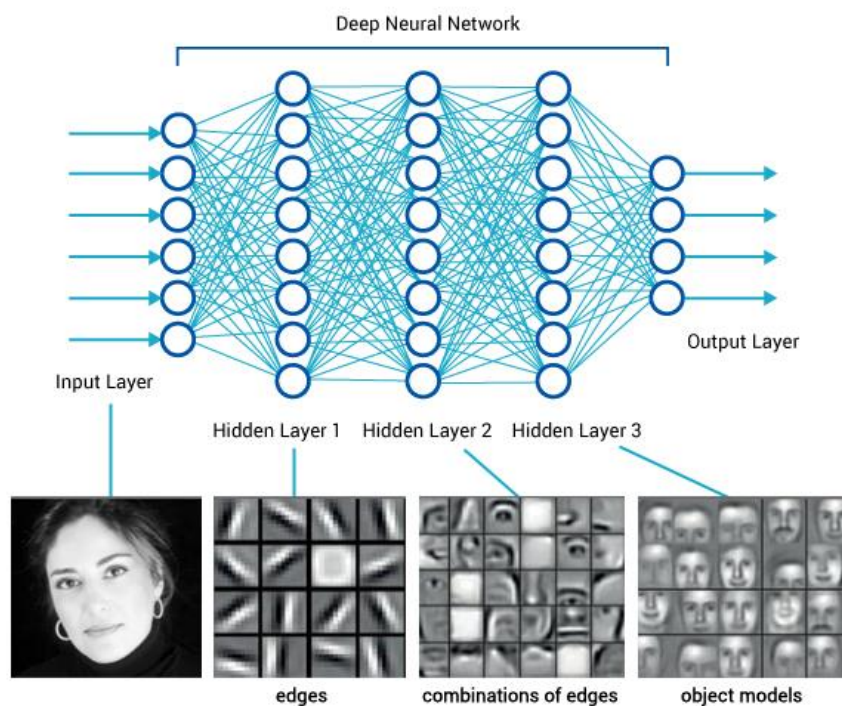 Deep Neural Network
Input Layer
Output Layer
Hidden Layer 1
Hidden Layer 2
Hidden Layer 3
edges
combinations of edges
object models